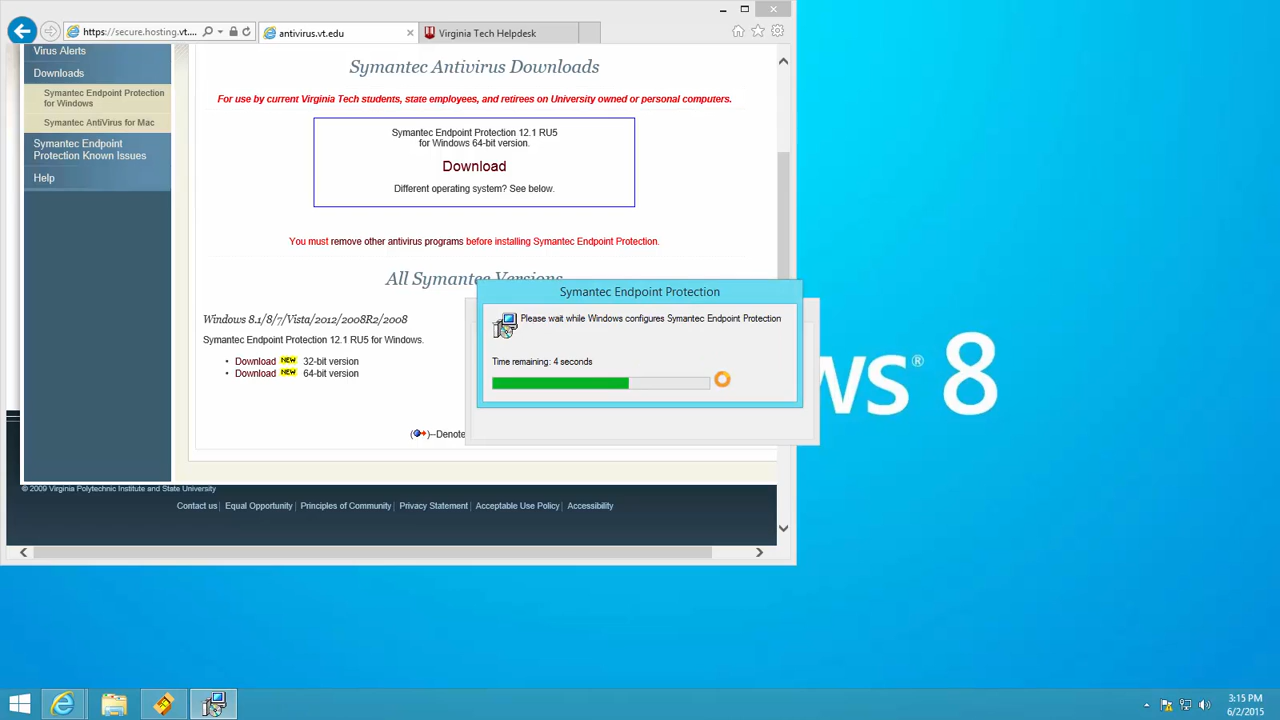 https://secure.hosting.vt....
antivirus.vt.edu
Virginia Tech Helpdesk
Virus Alerts
Downloads
Symantec Endpoint Protection
for Windows
Symantec AntiVirus for Mac
Symantec Endpoint
Protection Known Issues
Help
Symantec Antivirus Downloads
For use by current Virginia Tech students, state employees, and retirees on University owned or personal computers.
Symantec Endpoint Protection 12.1 RU5
for Windows 64-bit version.
Download
Different operating system? See below.
You must remove other antivirus programs before installing Symantec Endpoint Protection.
All Symantec Versions
Windows 8.1/8/7/Vista/2012/2008R2/2008
Symantec Endpoint Protection 12.1 RU5 for Windows.
• Download NEW 32-bit version
• Download NEW 64-bit version
()--Denote
© 2009 Virginia Polytechnic Institute and State University
Contact us | Equal Opportunity | Principles of Community | Privacy Statement | Acceptable Use Policy | Accessibility
Symantec Endpoint Protection
Please wait while Windows configures Symantec Endpoint Protection
Time remaining: 4 seconds
ws® 8
3:15 PM
6/2/2015